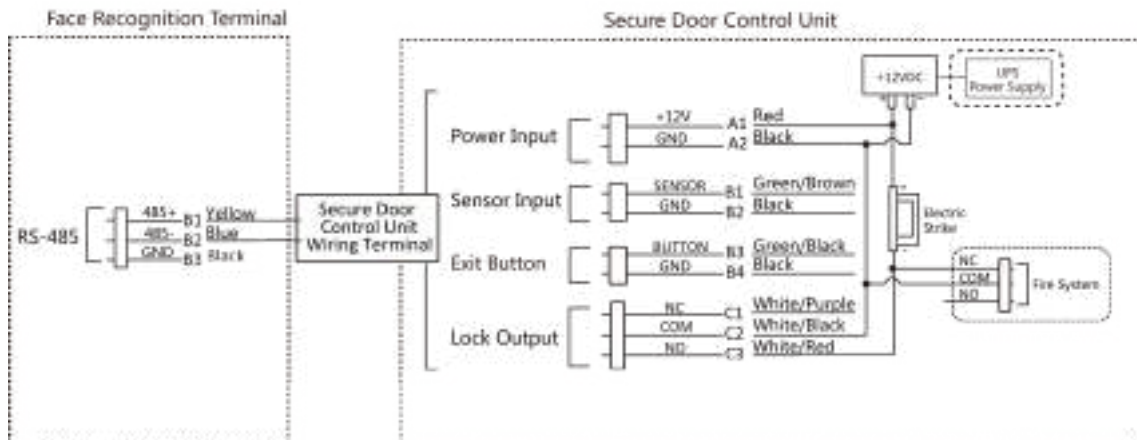 Face Recognition Terminal
Secure Door Control Unit
+12VDC
UPS
Power Supply
Power Input
+12V A1 Red
GND A2 Black
Sensor Input
SENSOR B1 Green/Brown
GND B2 Black
Electric
Strike
RS-485
485+ B1 Yellow
485- B2 Blue
GND B3 Black
Secure Door
Control Unit
Wiring Terminal
Exit Button
BUTTON B3 Green/Black
GND B4 Black
NC
COM
NO
Fire System
Lock Output
NC C1 White/Purple
COM C2 White/Black
NO C3 White/Red